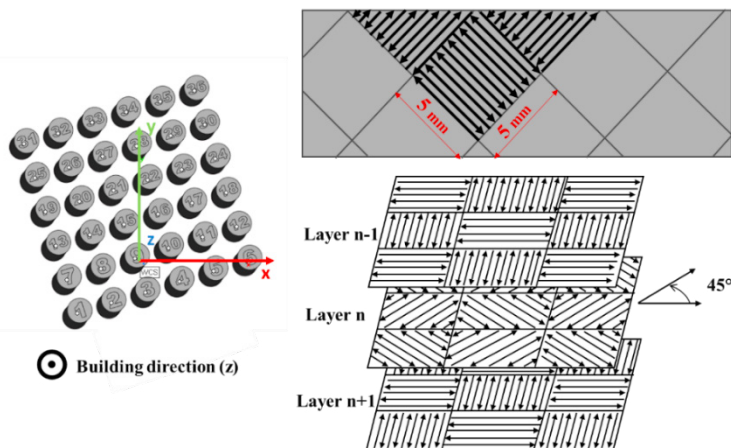 31 32 33 34 35 36
25 26 27 28 29 30
19 20 21 22 23 24
13 14 15 16 17 18
7 8 9 10 11 12
1 2 3 4 5 6
y
z
x
WCS
Building direction (z)
5 mm
5 mm
Layer n-1
Layer n
45°
Layer n+1